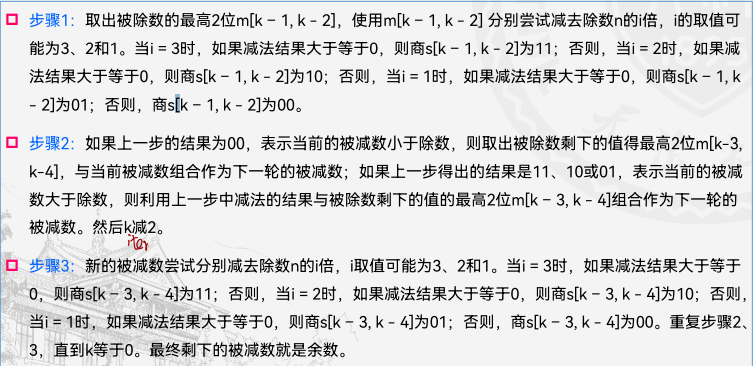 步骤1：取出被除数的最高2位m[k – 1, k - 2]，使用m[k – 1, k - 2] 分别尝试减去除数n的i倍，i的取值可
能为3、2和1。当i = 3时，如果减法结果大于等于0，则商s[k – 1, k - 2]为11；否则，当i = 2时，如果减
法结果大于等于0，则商s[k – 1, k - 2]为10；否则，当i = 1时，如果减法结果大于等于0，则商s[k – 1, k
- 2]为01；否则，商s[k – 1, k - 2]为00。
步骤2：如果上一步的结果为00，表示当前的被减数小于除数，则取出被除数剩下的值得最高2位m[k-3,
k-4]，与当前被减数组合作为下一轮的被减数；如果上一步得出的结果是11、10或01，表示当前的被减
数大于除数，则利用上一步中减法的结果与被除数剩下的值的最高2位m[k – 3, k - 4]组合作为下一轮的
被减数。然后k减2。
iter
步骤3：新的被减数尝试分别减去除数n的i倍，i取值可能为3、2和1。当i = 3时，如果减法结果大于等于
0，则商s[k – 3, k - 4]为11；否则，当i = 2时，如果减法结果大于等于0，则商s[k – 3, k - 4]为10；否则，
当i = 1时，如果减法结果大于等于0，则商s[k – 3, k - 4]为01；否则，商s[k – 3, k - 4]为00。重复步骤2、
3，直到k等于0。最终剩下的被减数就是余数。